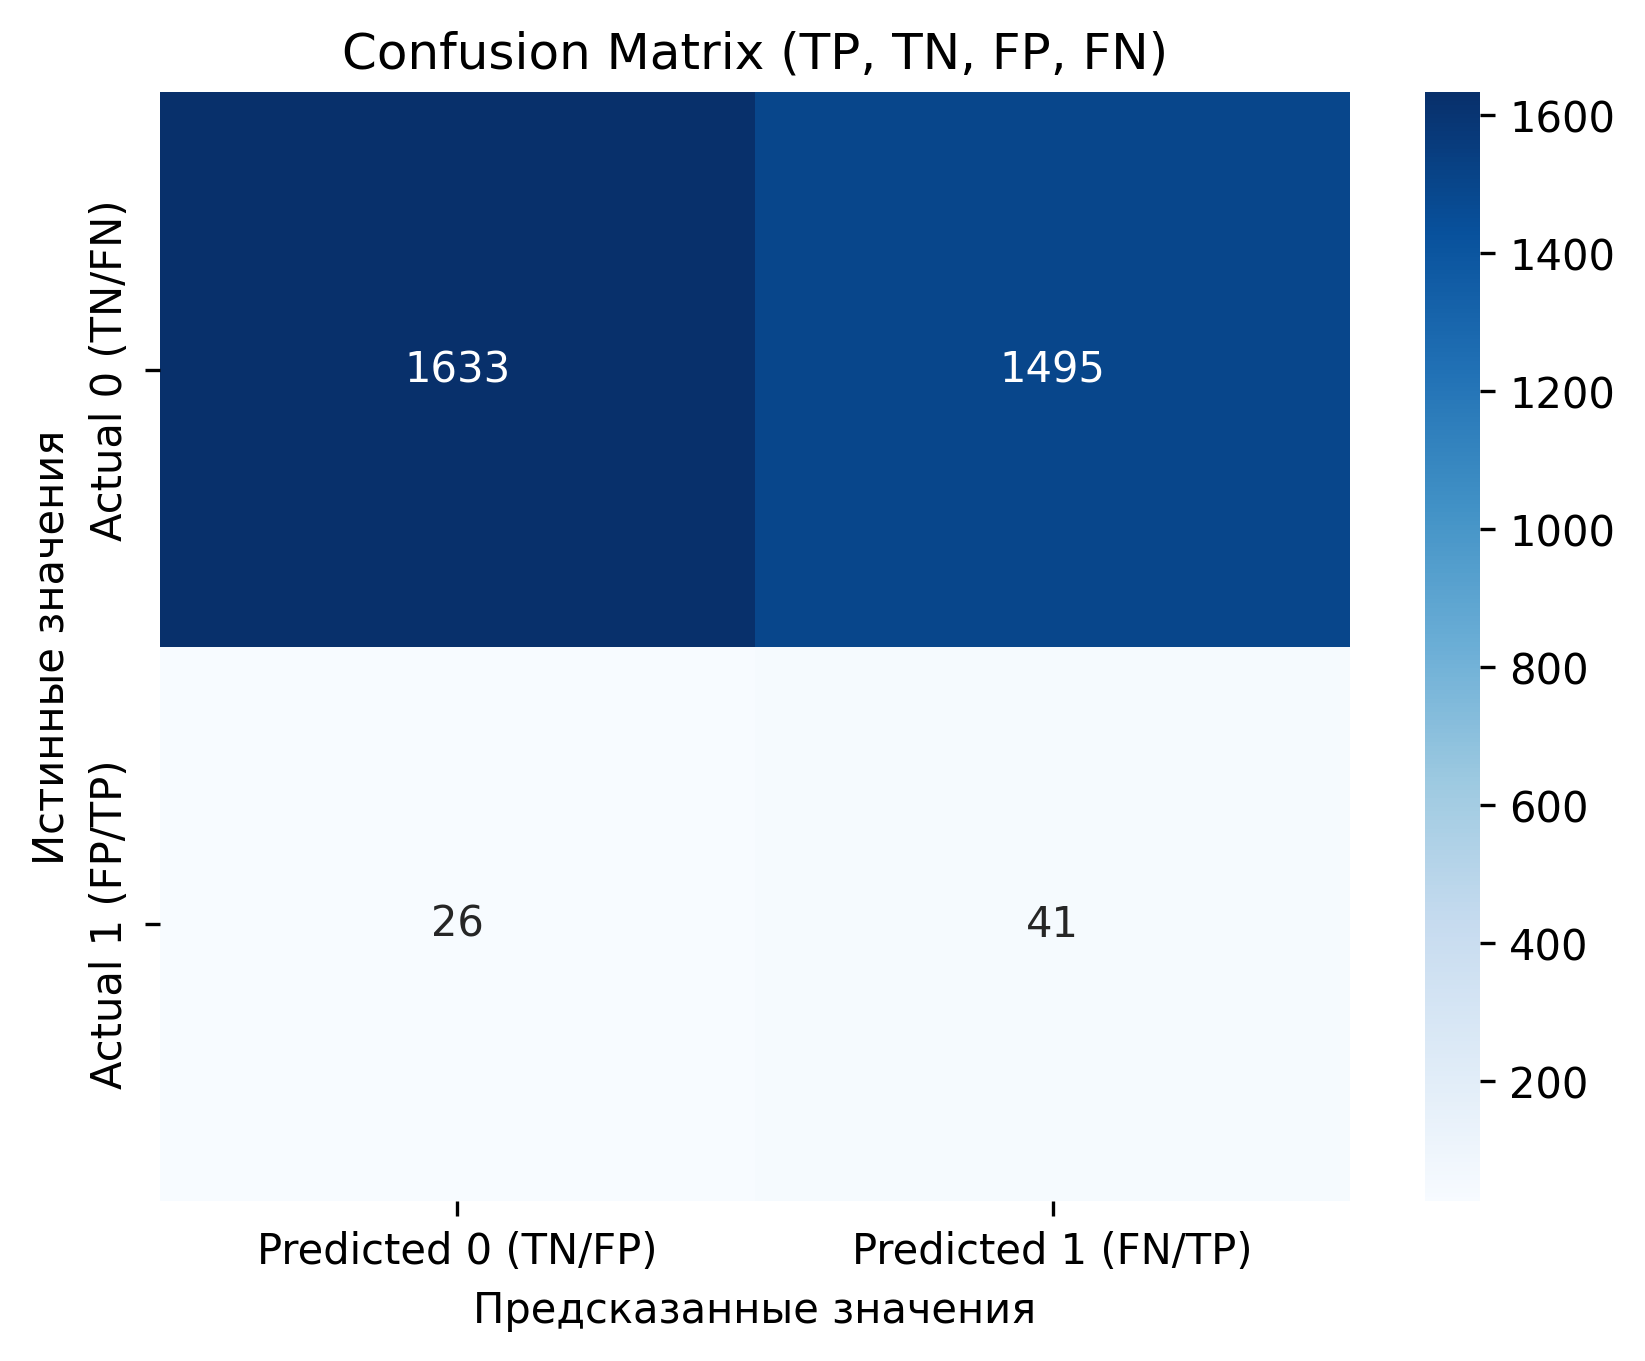 Confusion Matrix (TP, TN, FP, FN)
Истинные значения
Actual 0 (TN/FN)
Actual 1 (FP/TP)
1633
1495
26
41
Predicted 0 (TN/FP)
Predicted 1 (FN/TP)
Предсказанные значения
1600
1400
1200
1000
800
600
400
200